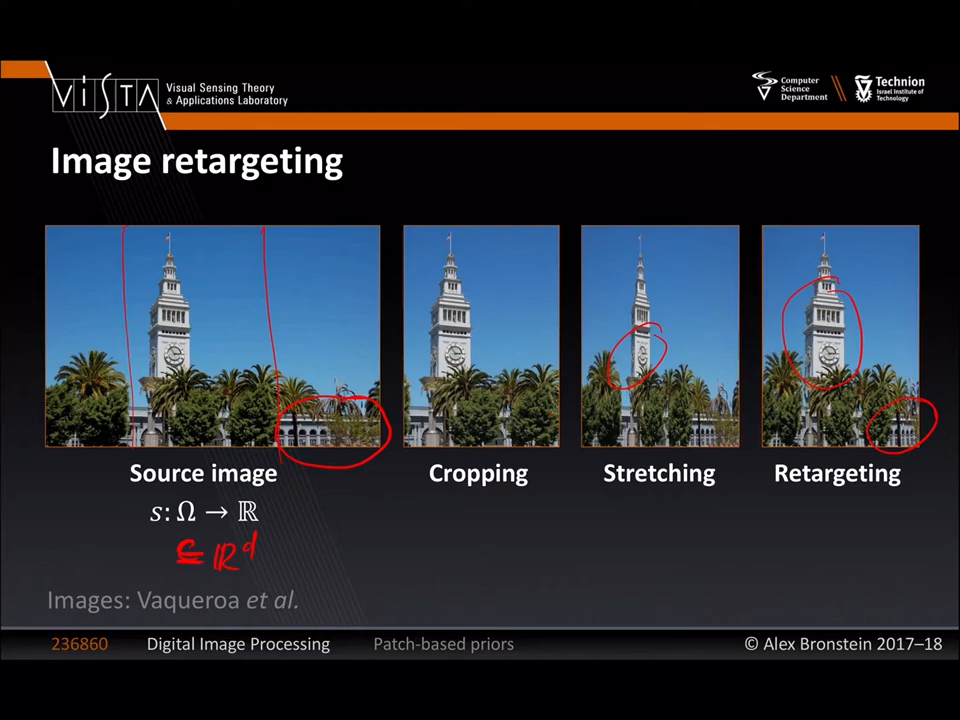 VISTA
Visual Sensing Theory
& Applications Laboratory
Computer
Science
Department
Technion
Israel Institute of
Technology
Image retargeting
Source image
Cropping
Stretching
Retargeting
s: Ω → ℝ
⊆ ℝ^d
Images: Vaqueroa et al.
236860
Digital Image Processing
Patch-based priors
© Alex Bronstein 2017–18